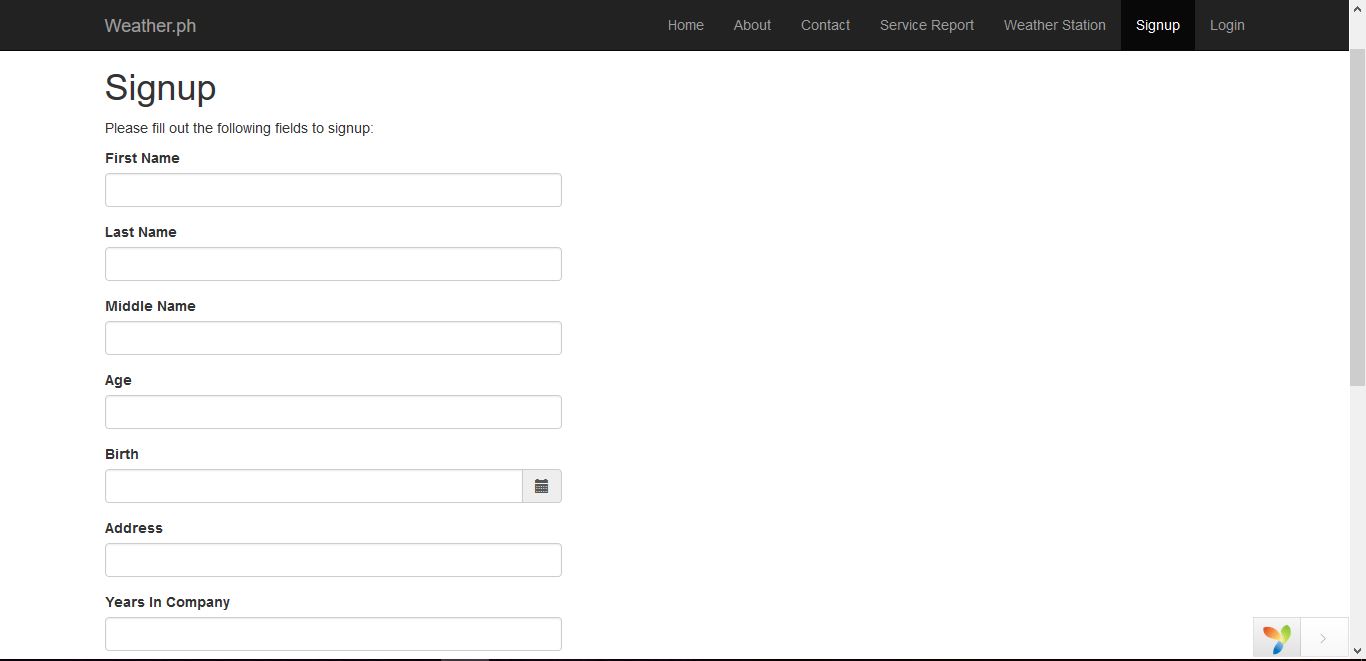 Weather.ph Home About Contact Service Report Weather Station Signup Login
Signup
Please fill out the following fields to signup:
First Name
Last Name
Middle Name
Age
Birth
Address
Years In Company